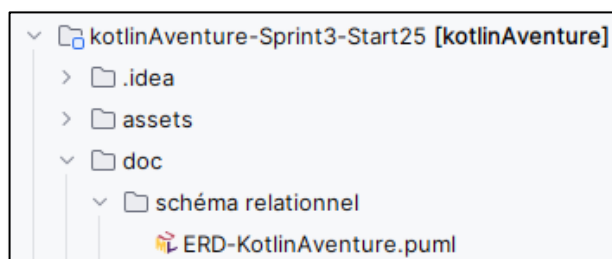 kotlinAventure-Sprint3-Start25 [kotlinAventure]
.idea
assets
doc
schéma relationnel
ERD-KotlinAventure.puml